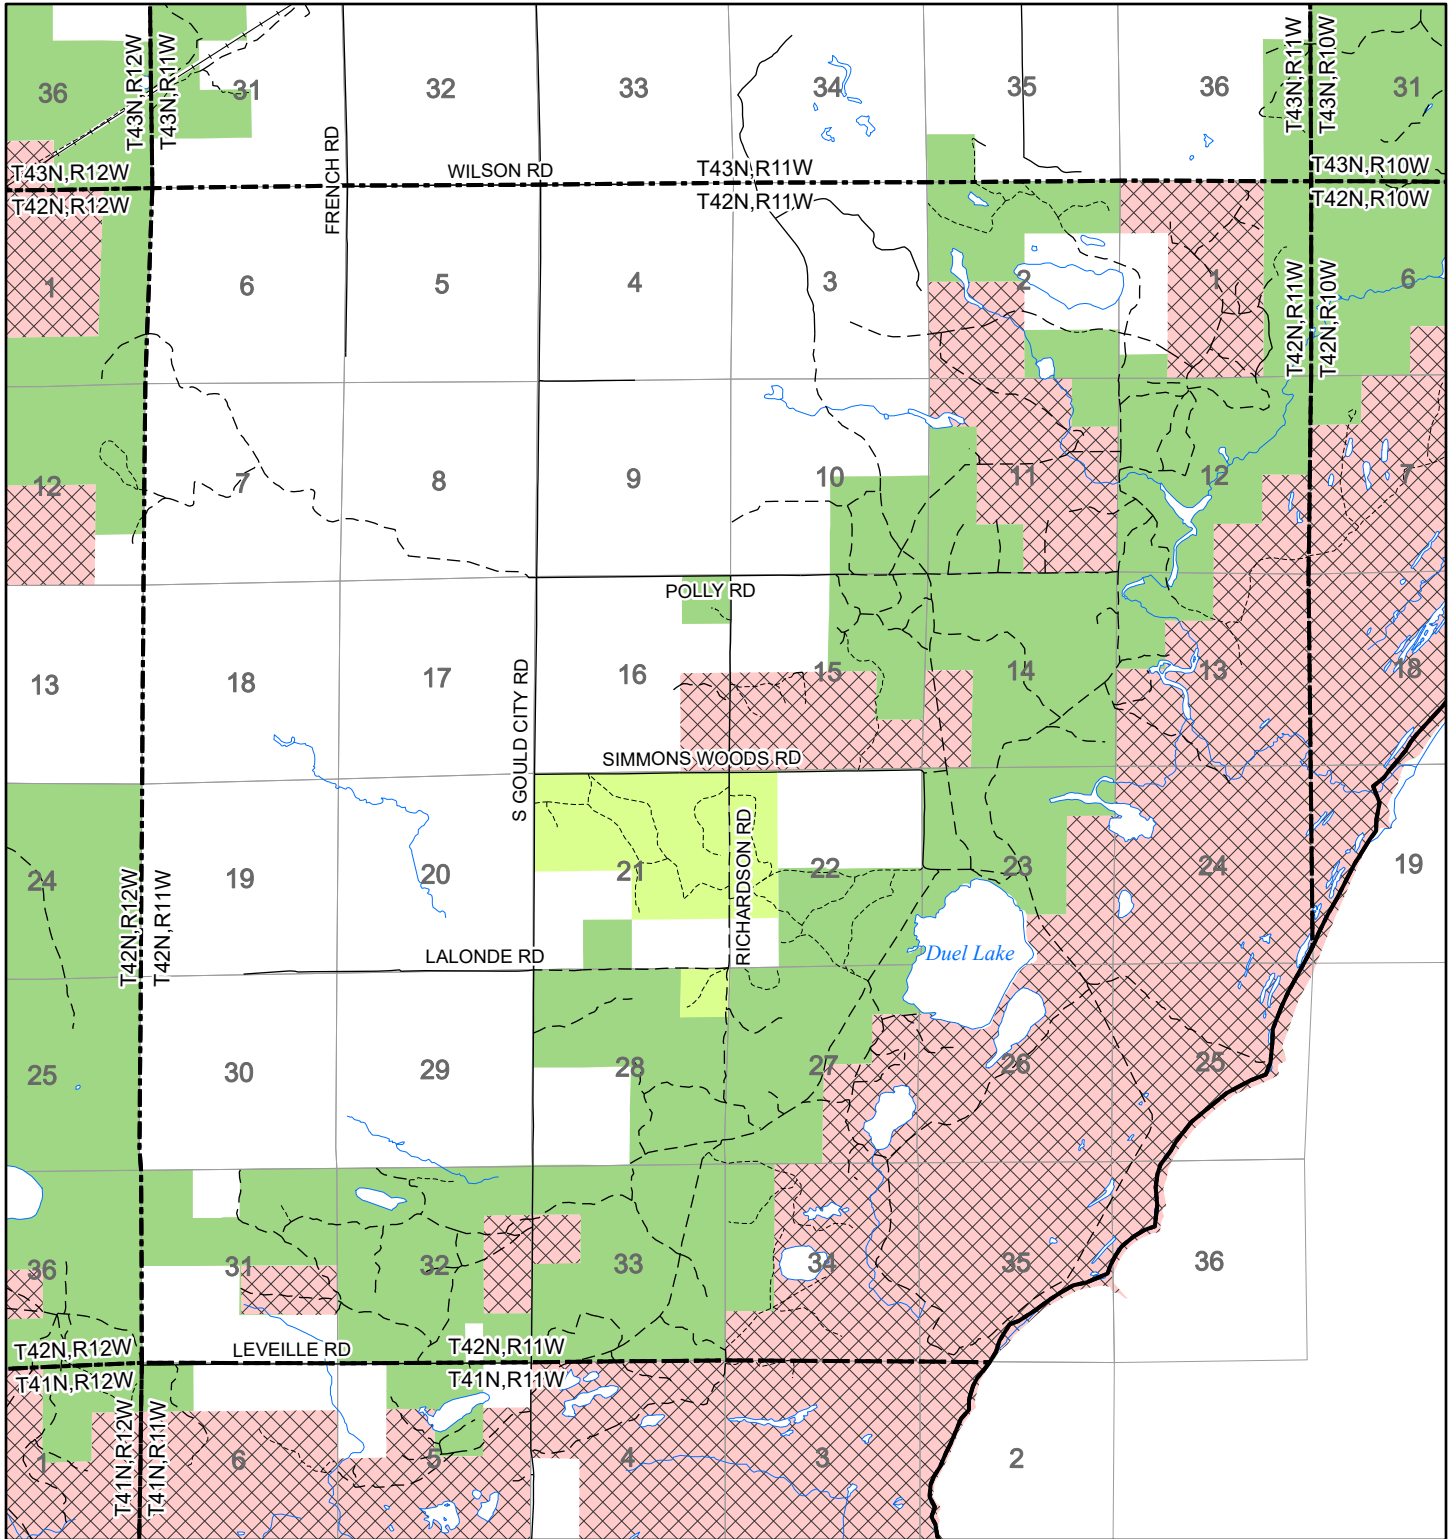 36
31
32
33
34
35
36
31
T43N,R12W
T43N,R11W
T43N,R11W
T43N,R10W
T43N,R12W
FRENCH RD
WILSON RD
T43N,R11W
T43N,R10W
T42N,R12W
T42N,R11W
T42N,R10W
1
6
5
4
3
2
1
6
T42N,R11W
T42N,R10W
12
7
8
9
10
11
12
7
POLLY RD
13
18
17
16
15
14
13
18
S GOULD CITY RD
SIMMONS WOODS RD
24
19
20
21
22
23
24
19
T42N,R12W
T42N,R11W
RICHARDSON RD
LALONDE RD
Duel Lake
25
30
29
28
27
26
25
36
31
32
33
34
35
36
T42N,R12W
LEVEILLE RD
T42N,R11W
T41N,R12W
T41N,R11W
T41N,R12W
T41N,R11W
1
6
5
4
3
2